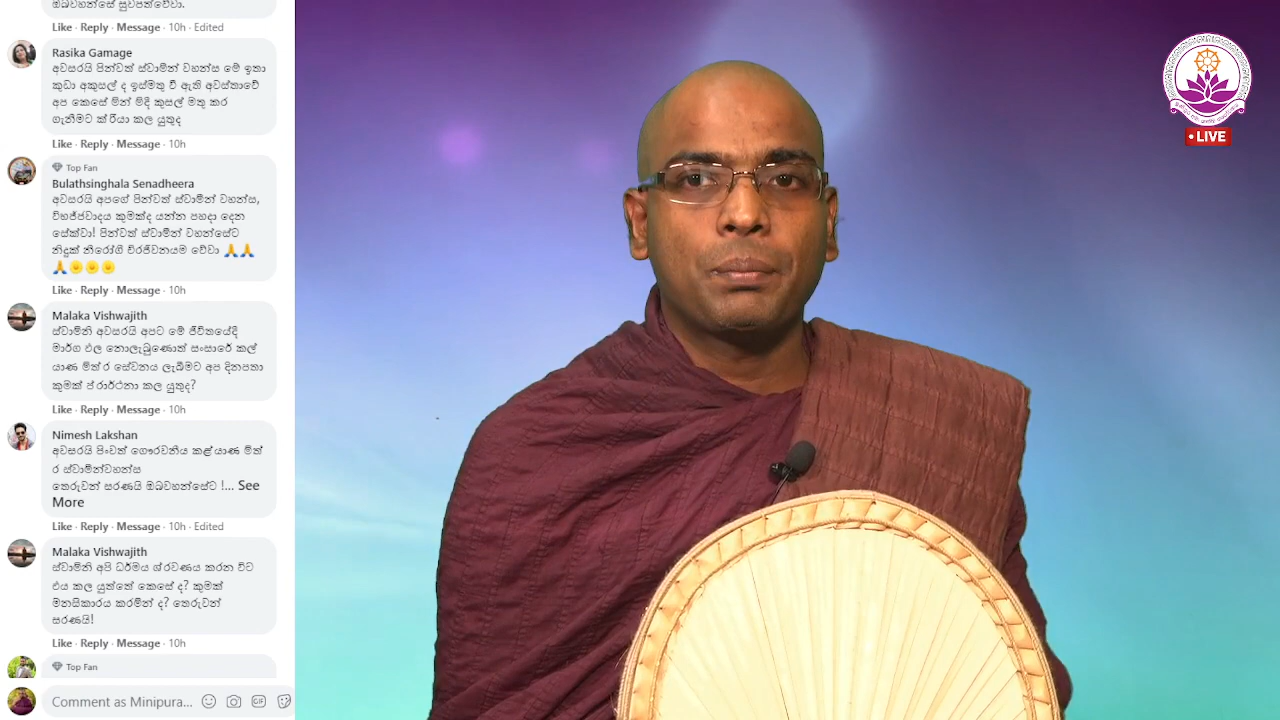 ඔබවහන්සේ සුවපත්වේවා.
Like · Reply · Message · 10h · Edited
Rasika Gamage
අවසරයි පින්වත් ස්වාමීන් වහන්ස මේ ඉතා
කුඩා අකුසල් ද ඉස්මතු වී ඇති අවස්තාවේ
අප කෙසේ මින් මිදී කුසල් මතු කර
ගැනීමට ක්රියා කල යුතුද
Like · Reply · Message · 10h
Top Fan
Bulathsinghala Senadheera
අවසරයි අපගේ පින්වත් ස්වාමීන් වහන්ස,
විභජ්ජවාදය කුමක්ද යන්න පහදා දෙන
සේක්වා! පින්වත් ස්වාමින් වහන්සේට
නිදුක් නිරෝගි චිරජීවනයම වේවා 🙏🙏
🙏🌼🌼🌼
Like · Reply · Message · 10h
Malaka Vishwajith
ස්වාමිනි අවසරයි අපට මේ ජීවිතයේදි
මාර්ග ඵල නොලැබුණොත් සංසාරේ කල්
යාණ මිත්ර සේවනය ලැබීමට අප දිනපතා
කුමක් ප්රාර්ථනා කල යුතුද?
Like · Reply · Message · 10h
Nimesh Lakshan
අවසරයි පිංවත් ගෞරවනීය කළ්යාණ මිත්
ර ස්වාමින්වහන්ස
තෙරුවන් සරණයි ඔබවහන්සේට !... See
More
Like · Reply · Message · 10h · Edited
Malaka Vishwajith
ස්වාමිනි අපි ධර්මය ශ්රවණය කරන විට
එය කල යුත්තේ කෙසේ ද? කුමක්
මනසිකාරය කරමින් ද? තෙරුවන්
සරණයි!
Like · Reply · Message · 10h
Top Fan
Comment as Minipura...
GIF
• LIVE